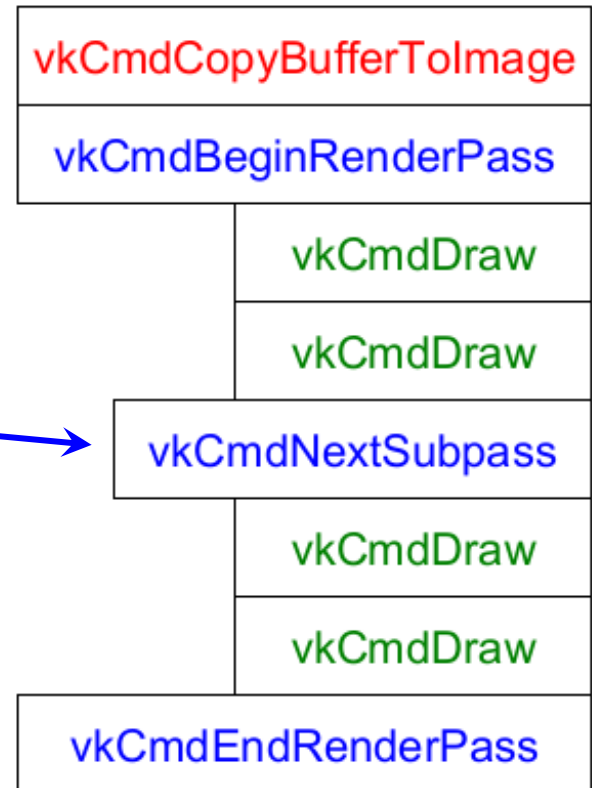 vkCmdCopyBufferToImage
vkCmdBeginRenderPass
vkCmdDraw
vkCmdDraw
vkCmdNextSubpass
vkCmdDraw
vkCmdDraw
vkCmdEndRenderPass